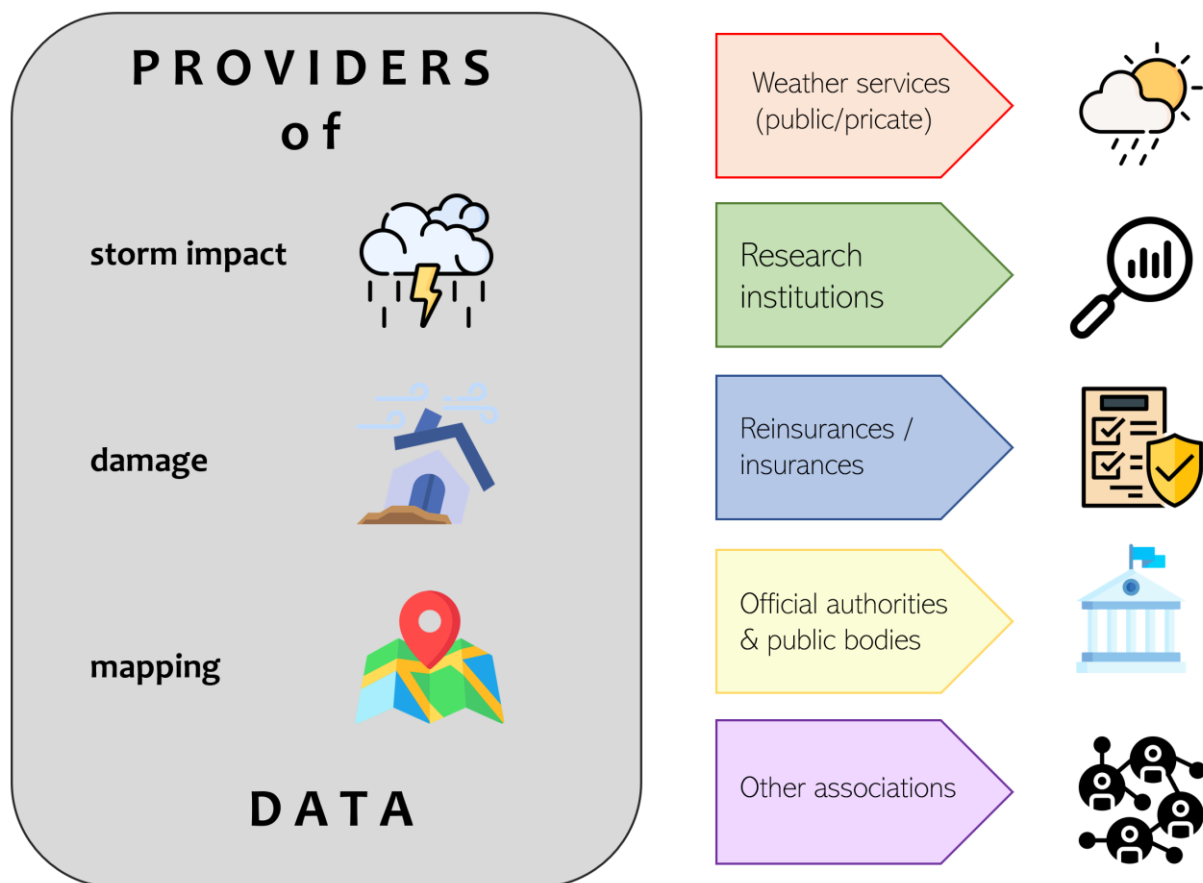 PROVIDERS
of
storm impact
damage
mapping
DATA
Weather services
(public/pricate)
Research
institutions
Reinsurances /
insurances
Official authorities
& public bodies
Other associations